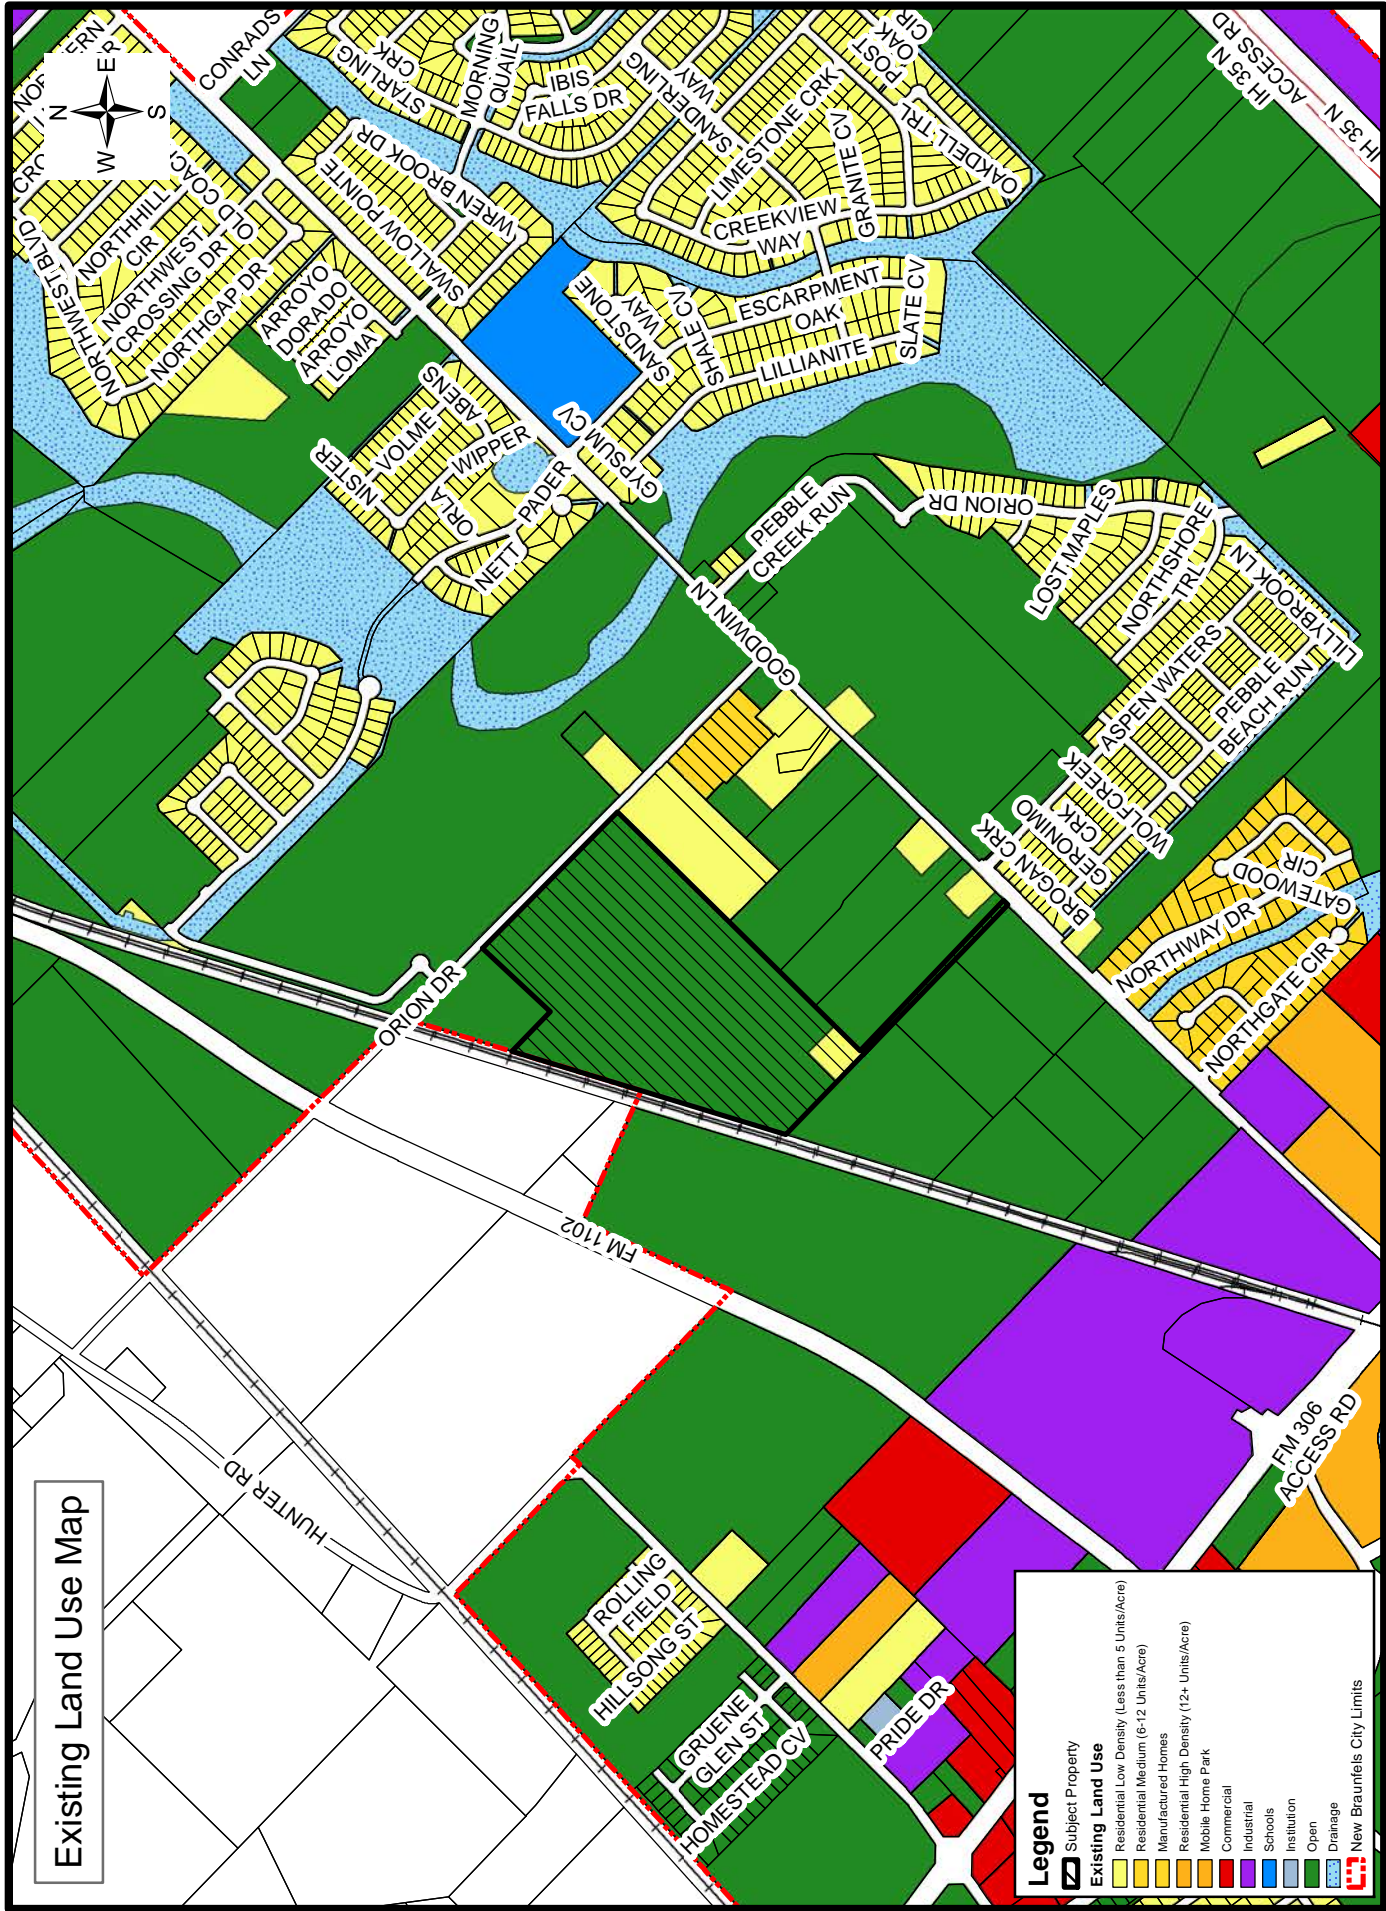 Existing Land Use Map
N
W
ER
S
NOR
ERN
CRO
CONRADS
LN
NORTHWEST BLVD
NORTHHILL
CIR
NORTHWEST
CROSSING DR
OLD COAC
NORTHGAP DR
ARROYO
DORADO
ARROYO
LOMA
STARLING
CRK
MORNING
QUAIL
IBIS
FALLS DR
SANDERLING
WAY
POST
OAK
CIR
SWALLOW POINTE
WREN BROOK DR
LIMESTONE CRK
GRANITE CV
OAKDELL TRL
CREEKVIEW
WAY
IH 35 N
ACCESS RD
IH 35 N
SANDSTONE
WAY
SHALE CV
ESCARPMENT
OAK
LILLIANITE
SLATE CV
NISTER
VOLME
ABENS
ORLA
WIPPER
NETT
PADER
GYPSUM CV
GOODWIN LN
PEBBLE
CREEK RUN
ORION DR
LOST MAPLES
NORTHSHORE
TRL
LILLYBROOK LN
ASPEN WATERS
PEBBLE
BEACH RUN
WOLFCREEK
GERONIMO
CRK
BROGAN CRK
GATEWOOD
CIR
NORTHWAY DR
NORTHGATE CIR
ORION DR
FM 1102
HUNTER RD
FM 306
ACCESS RD
ROLLING
FIELD
HILLSONG ST
GRUENE
GLEN ST
HOMESTEAD CV
PRIDE DR
Legend
Subject Property
Existing Land Use
Residential Low Density (Less than 5 Units/Acre)
Residential Medium (6-12 Units/Acre)
Manufactured Homes
Residential High Density (12+ Units/Acre)
Mobile Home Park
Commercial
Industrial
Schools
Institution
Open
Drainage
New Braunfels City Limits